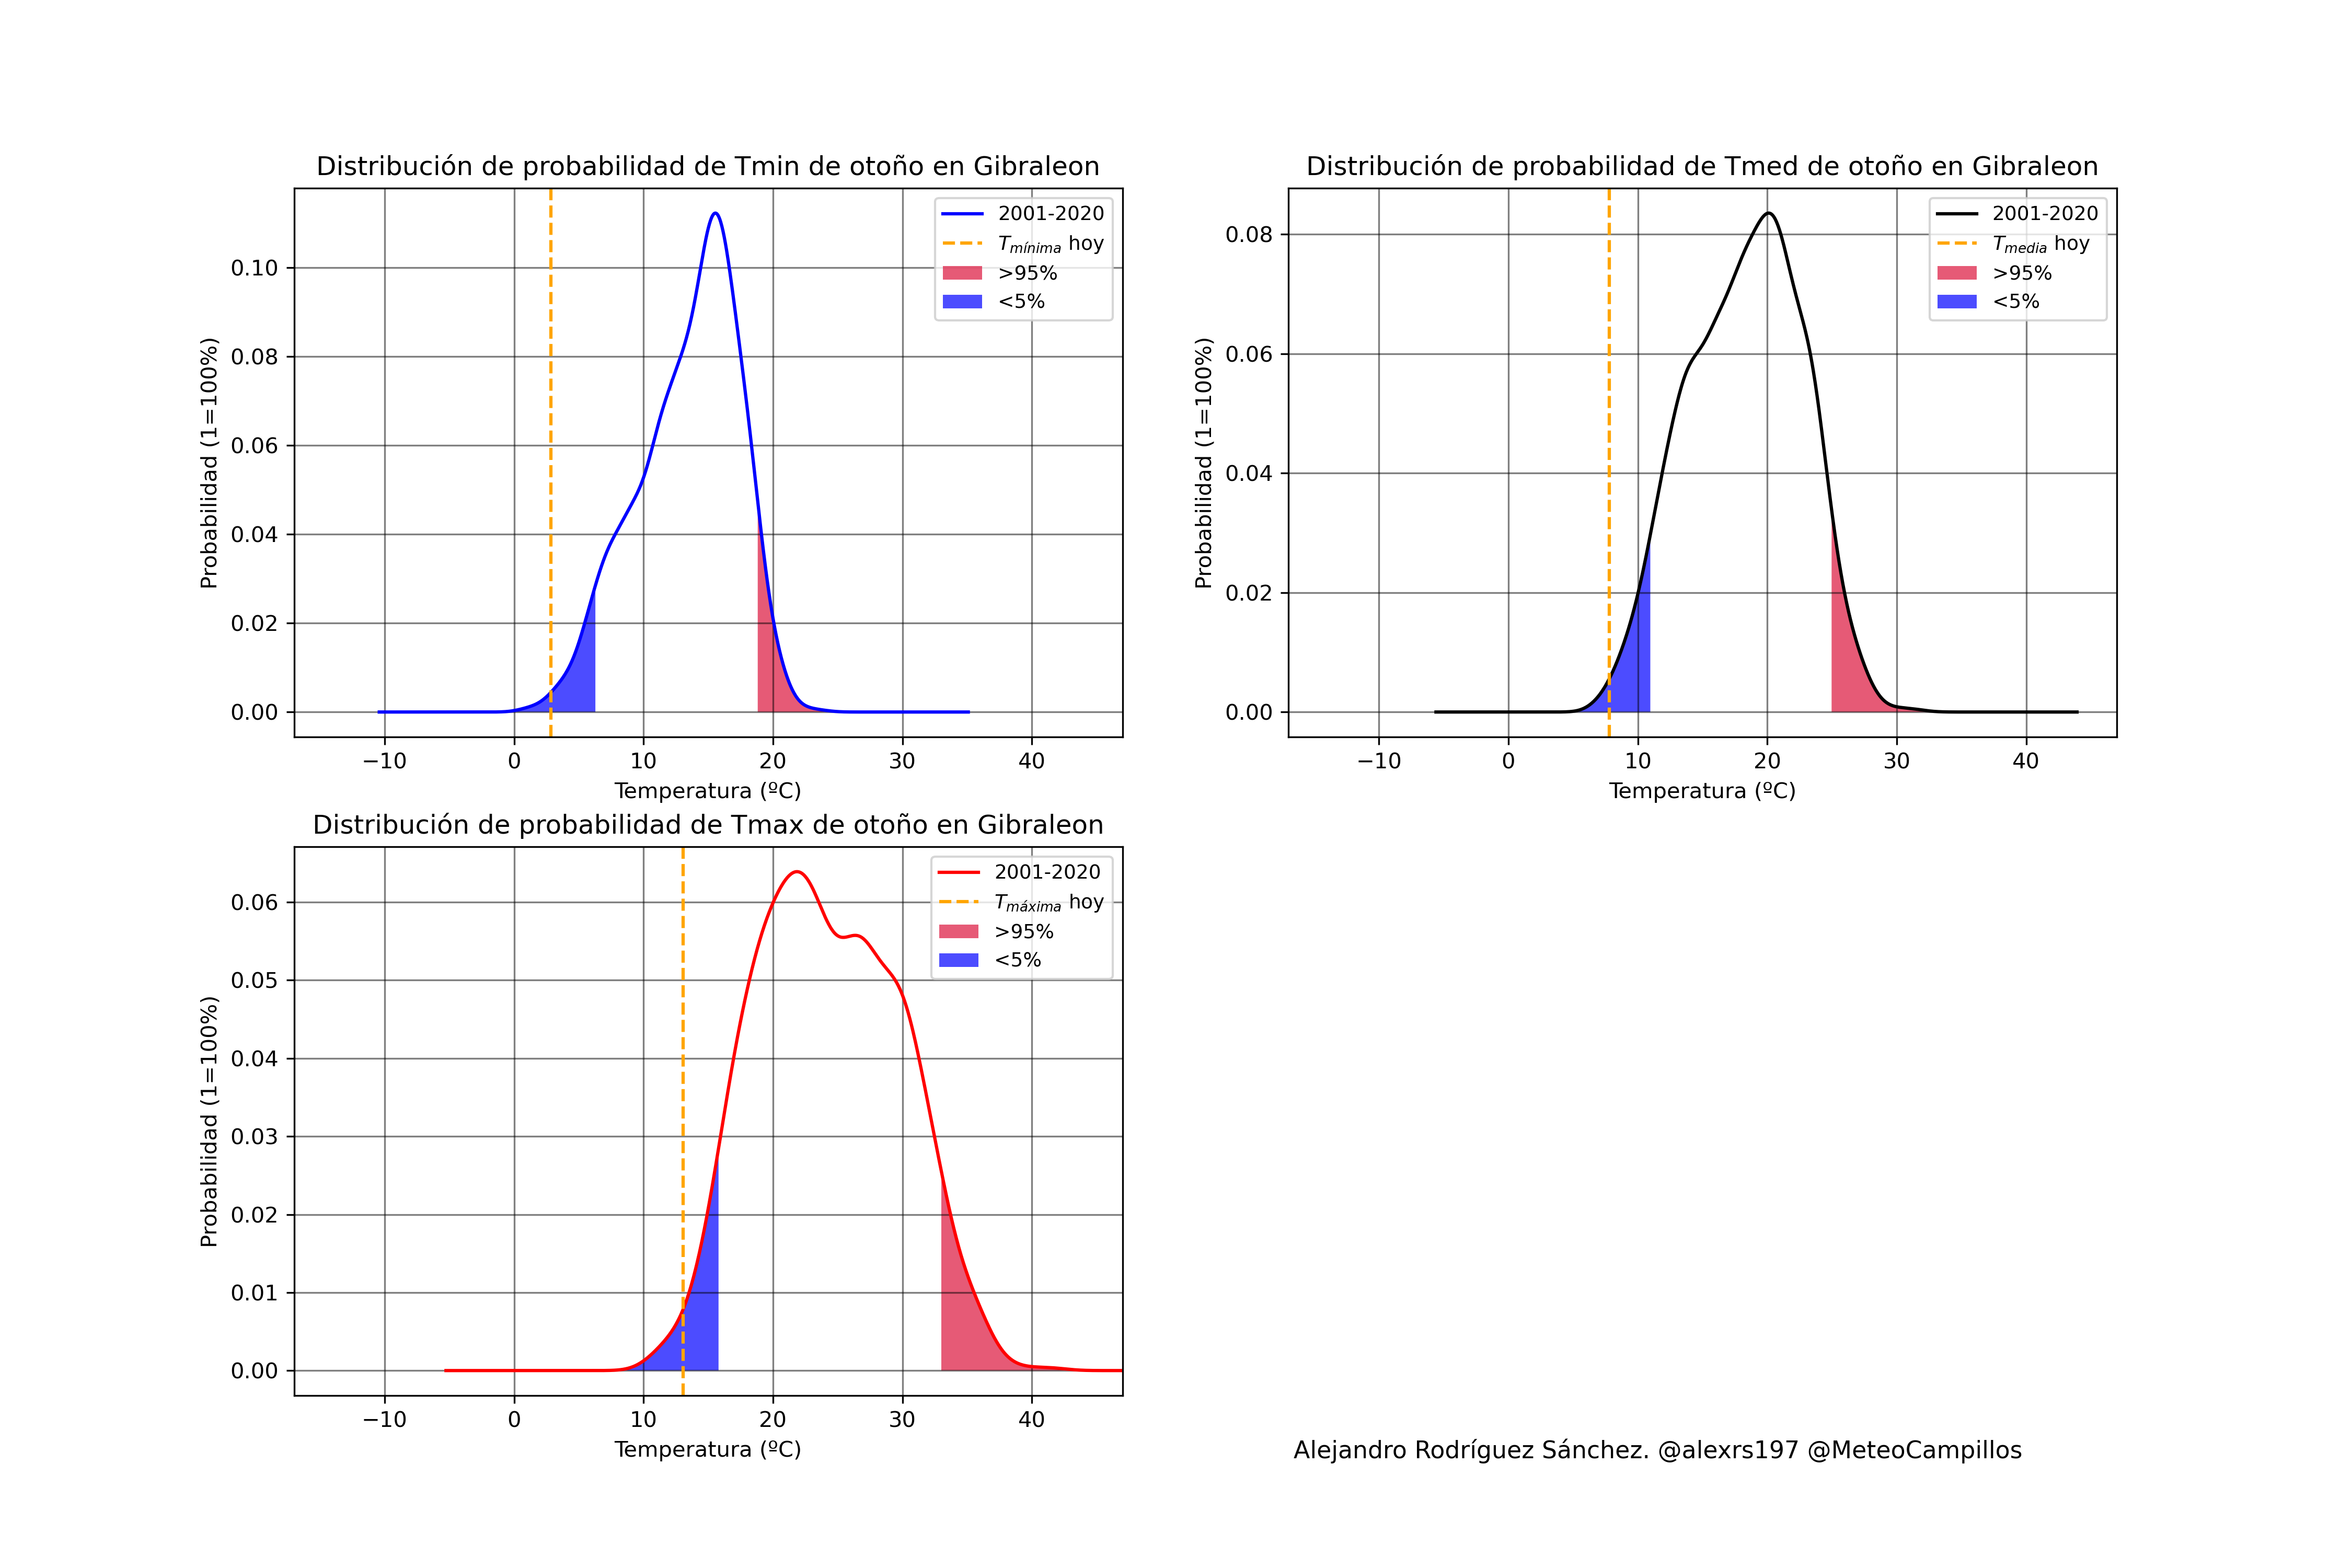 Distribución de probabilidad de Tmin de otoño en Gibraleon
2001-2020
Tmínima hoy
>95%
<5%
Probabilidad (1=100%)
0.10
0.08
0.06
0.04
0.02
0.00
−10 0 10 20 30 40
Temperatura (ºC)
Distribución de probabilidad de Tmed de otoño en Gibraleon
2001-2020
Tmedia hoy
>95%
<5%
Probabilidad (1=100%)
0.08
0.06
0.04
0.02
0.00
−10 0 10 20 30 40
Temperatura (ºC)
Distribución de probabilidad de Tmax de otoño en Gibraleon
2001-2020
Tmáxima hoy
>95%
<5%
Probabilidad (1=100%)
0.06
0.05
0.04
0.03
0.02
0.01
0.00
−10 0 10 20 30 40
Temperatura (ºC)
Alejandro Rodríguez Sánchez. @alexrs197 @MeteoCampillos